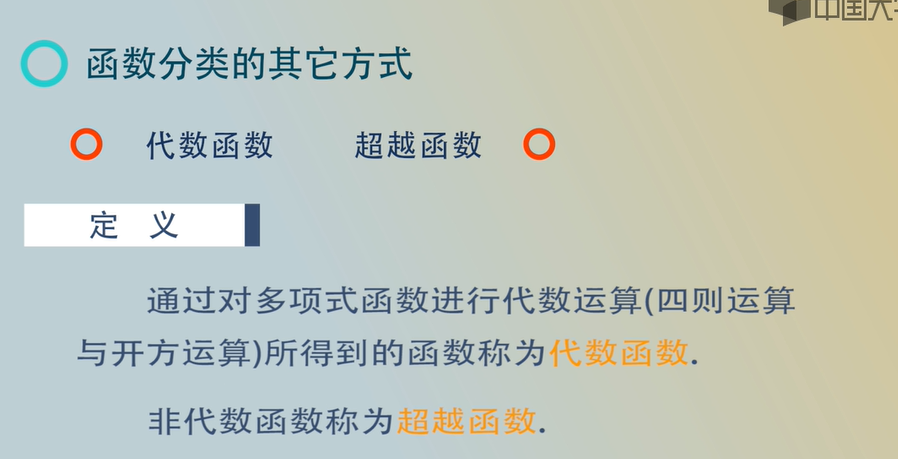 中国大
函数分类的其它方式
代数函数 超越函数
定 义
通过对多项式函数进行代数运算(四则运算
与开方运算)所得到的函数称为代数函数.
非代数函数称为超越函数.